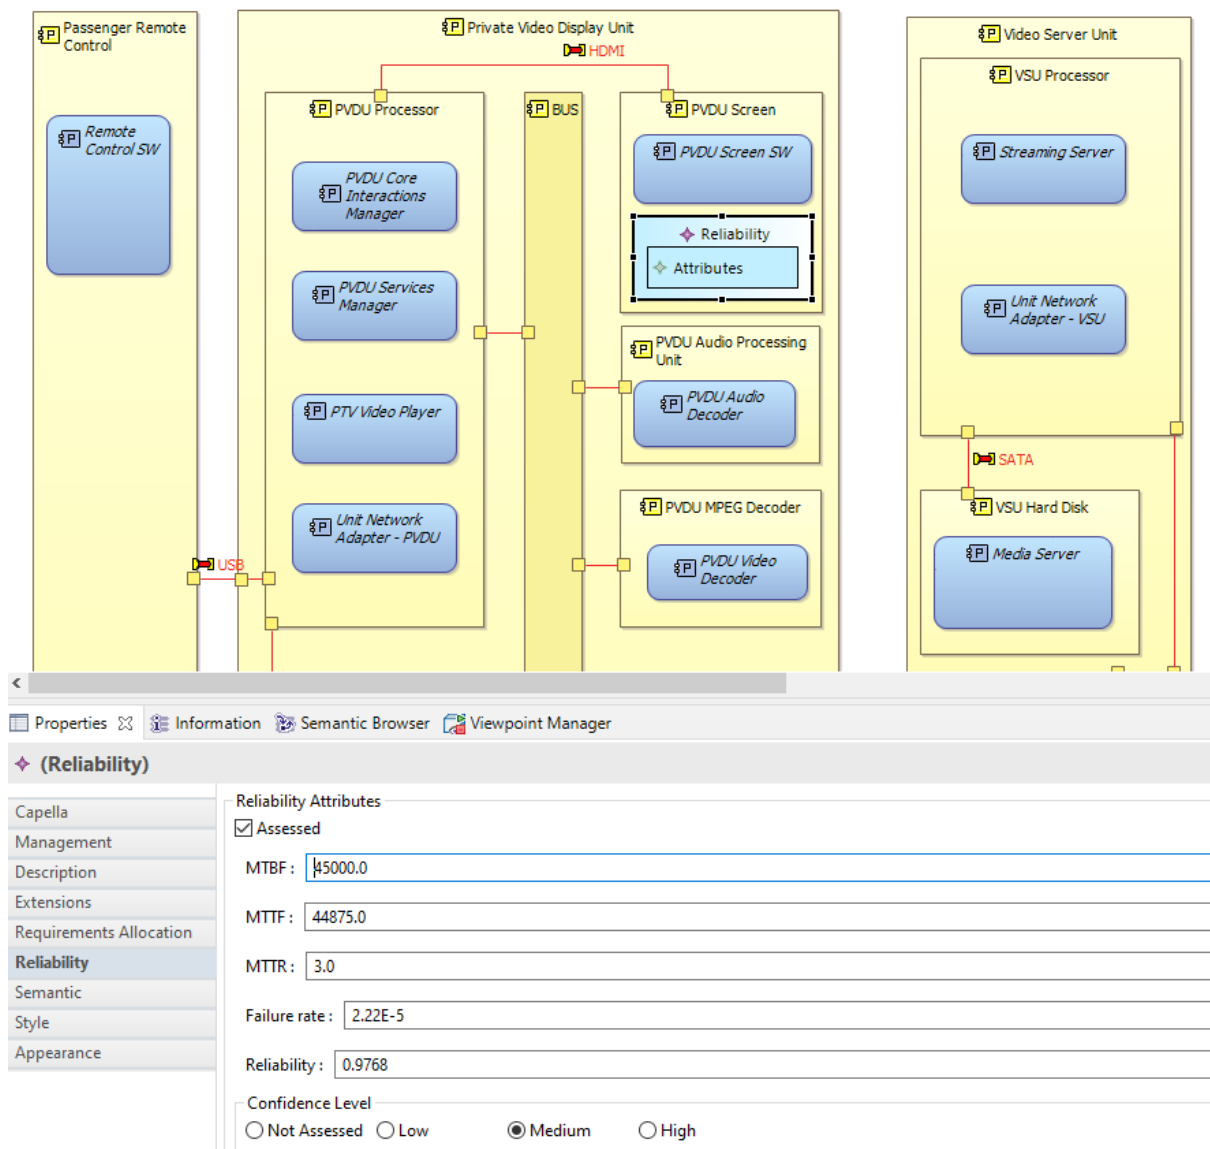 Passenger Remote
Control
Remote
Control SW
Private Video Display Unit
HDMI
PVDU Processor
PVDU Core
Interactions
Manager
PVDU Services
Manager
PTV Video Player
Unit Network
Adapter - PVDU
USB
BUS
PVDU Screen
PVDU Screen SW
Reliability
Attributes
PVDU Audio Processing
Unit
PVDU Audio
Decoder
PVDU MPEG Decoder
PVDU Video
Decoder
Video Server Unit
VSU Processor
Streaming Server
Unit Network
Adapter - VSU
SATA
VSU Hard Disk
Media Server
Properties Information Semantic Browser Viewpoint Manager
(Reliability)
Capella
Management
Description
Extensions
Requirements Allocation
Reliability
Semantic
Style
Appearance
Reliability Attributes
Assessed
MTBF : 45000.0
MTTF : 44875.0
MTTR : 3.0
Failure rate : 2.22E-5
Reliability : 0.9768
Confidence Level
Not Assessed Low Medium High